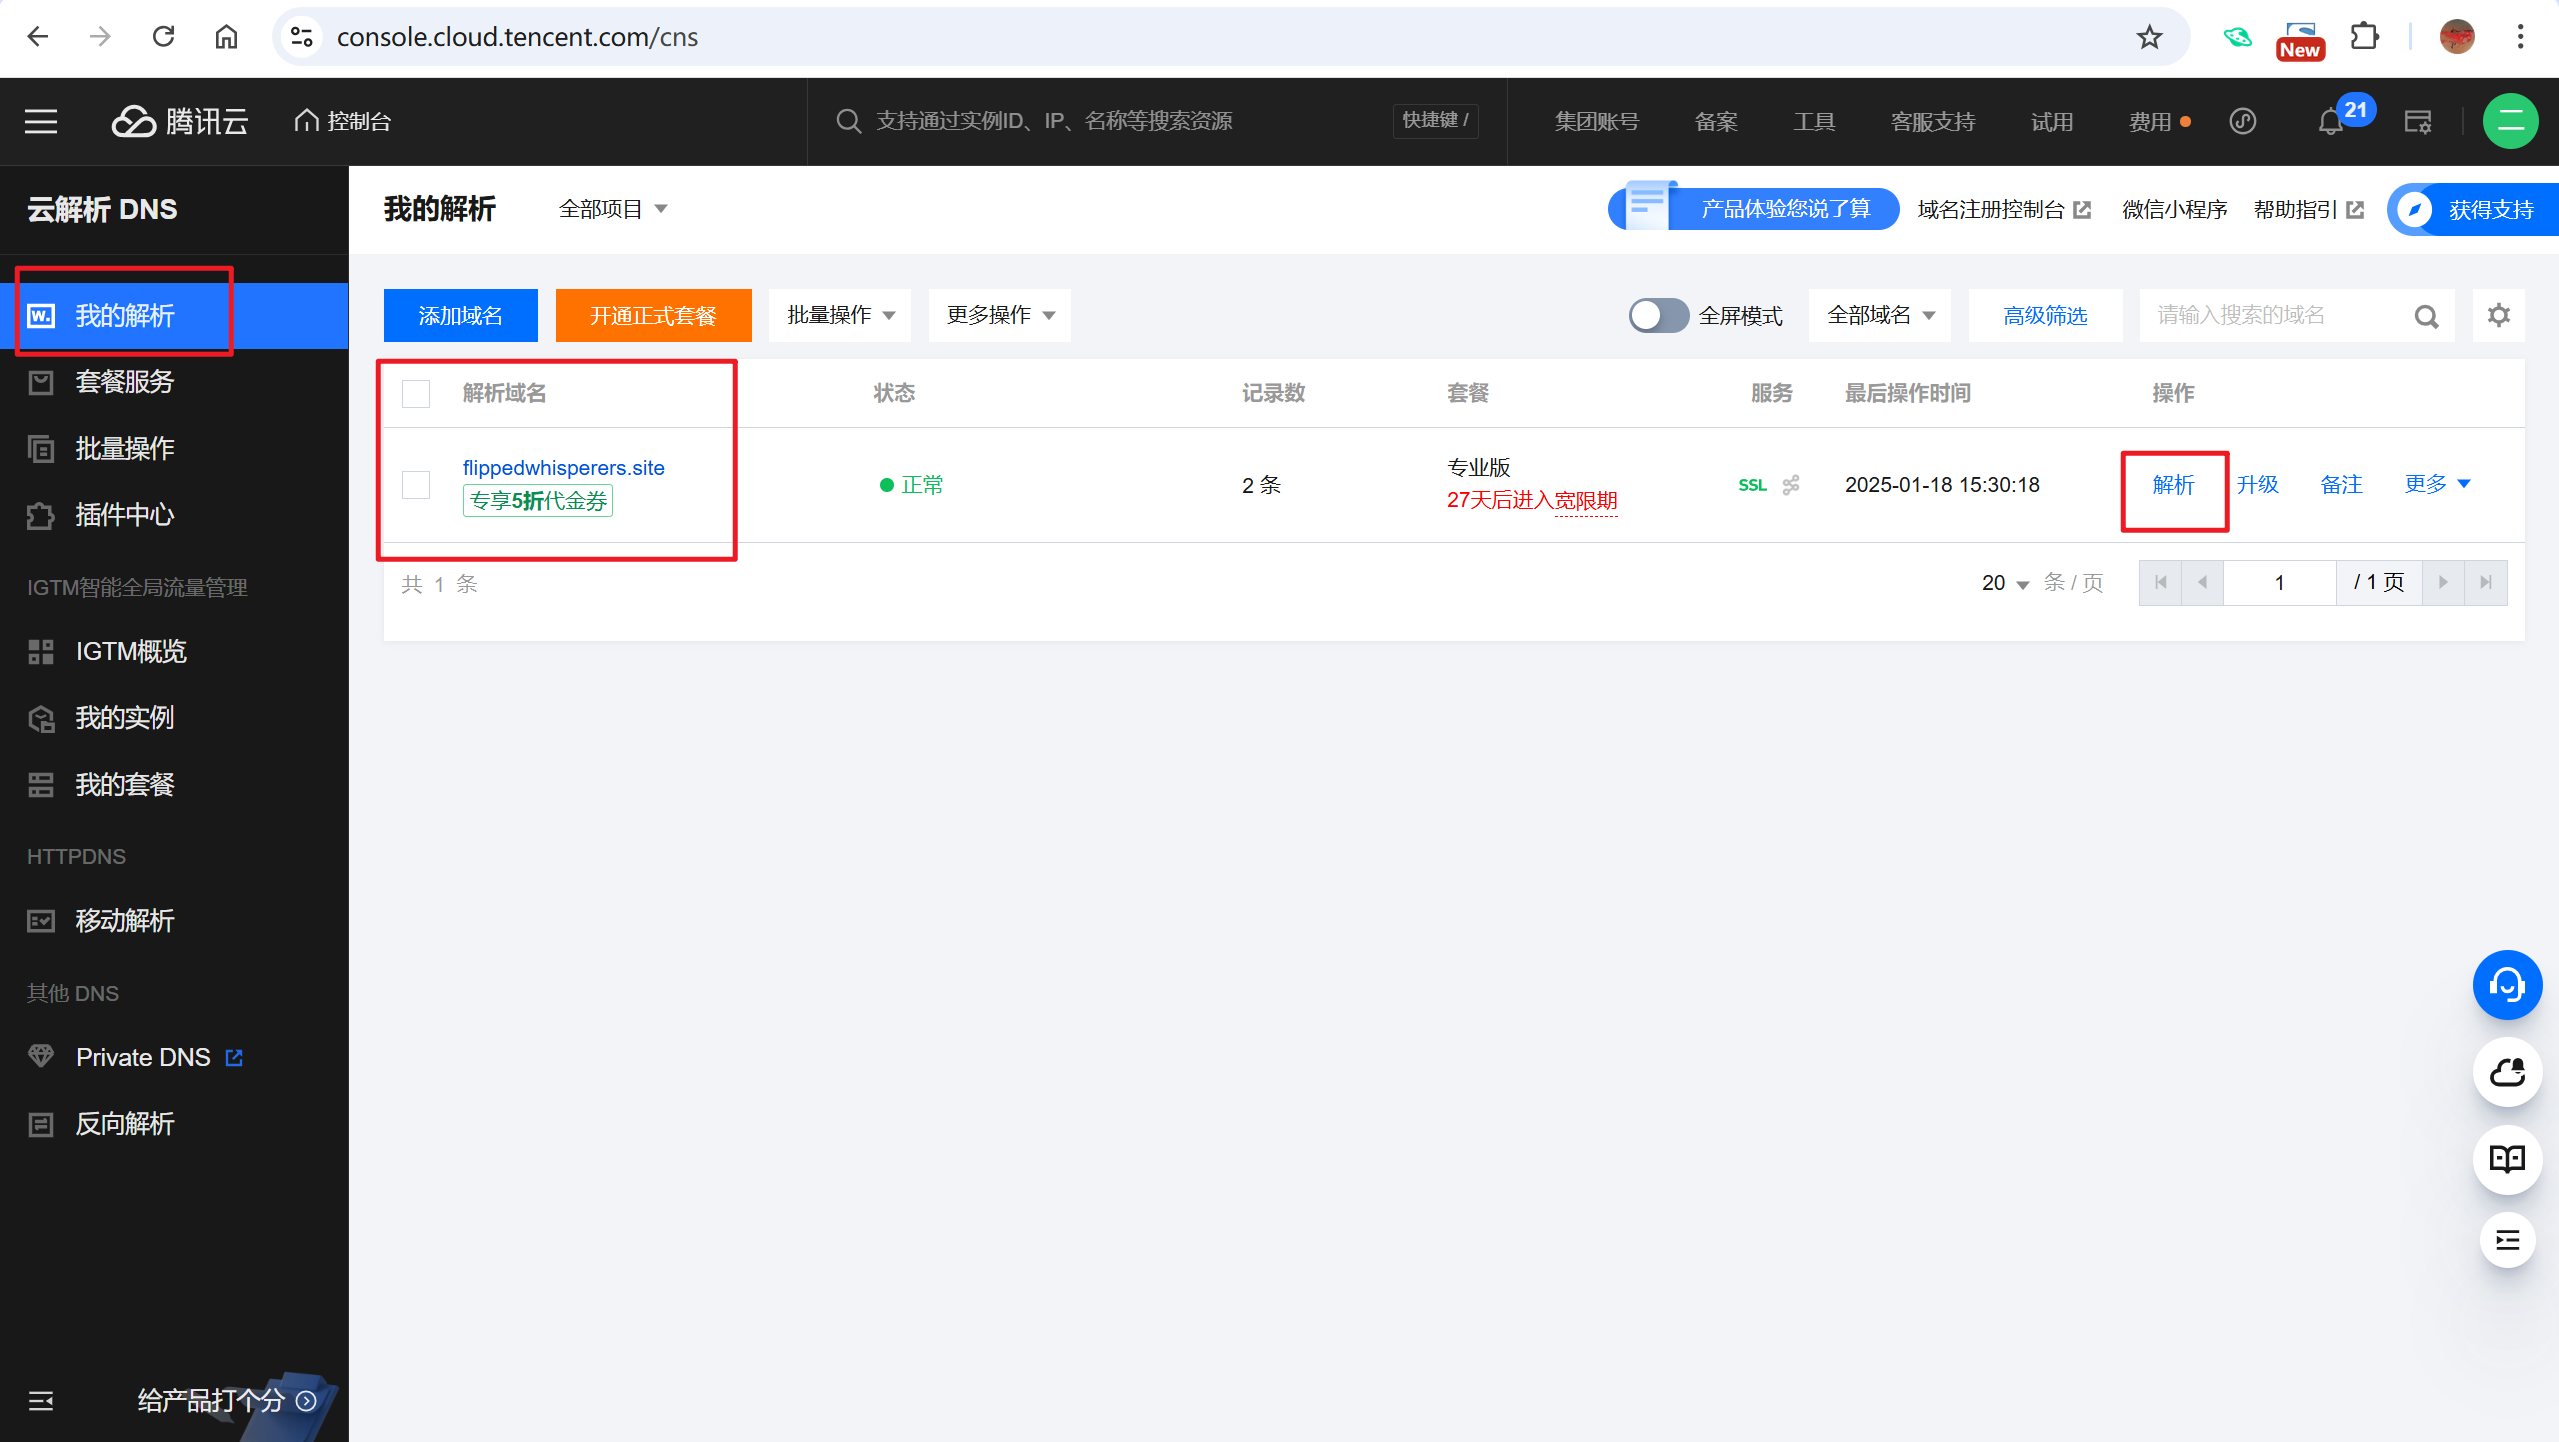 console.cloud.tencent.com/cns
New
腾讯云
控制台
支持通过实例ID、IP、名称等搜索资源
快捷键 /
集团账号
备案
工具
客服支持
试用
费用
21
二
云解析 DNS
我的解析
套餐服务
批量操作
插件中心
IGTM智能全局流量管理
IGTM概览
我的实例
我的套餐
HTTPDNS
移动解析
其他 DNS
Private DNS
反向解析
给产品打个分
我的解析
全部项目
产品体验您说了算
域名注册控制台
微信小程序
帮助指引
获得支持
添加域名
开通正式套餐
批量操作
更多操作
全屏模式
全部域名
高级筛选
请输入搜索的域名
解析域名 状态 记录数 套餐 服务 最后操作时间 操作
flippedwhisperers.site
专享5折代金券
正常
2 条
专业版
27天后进入宽限期
SSL
2025-01-18 15:30:18
解析 升级 备注 更多
共 1 条
20 条 / 页
1 / 1 页